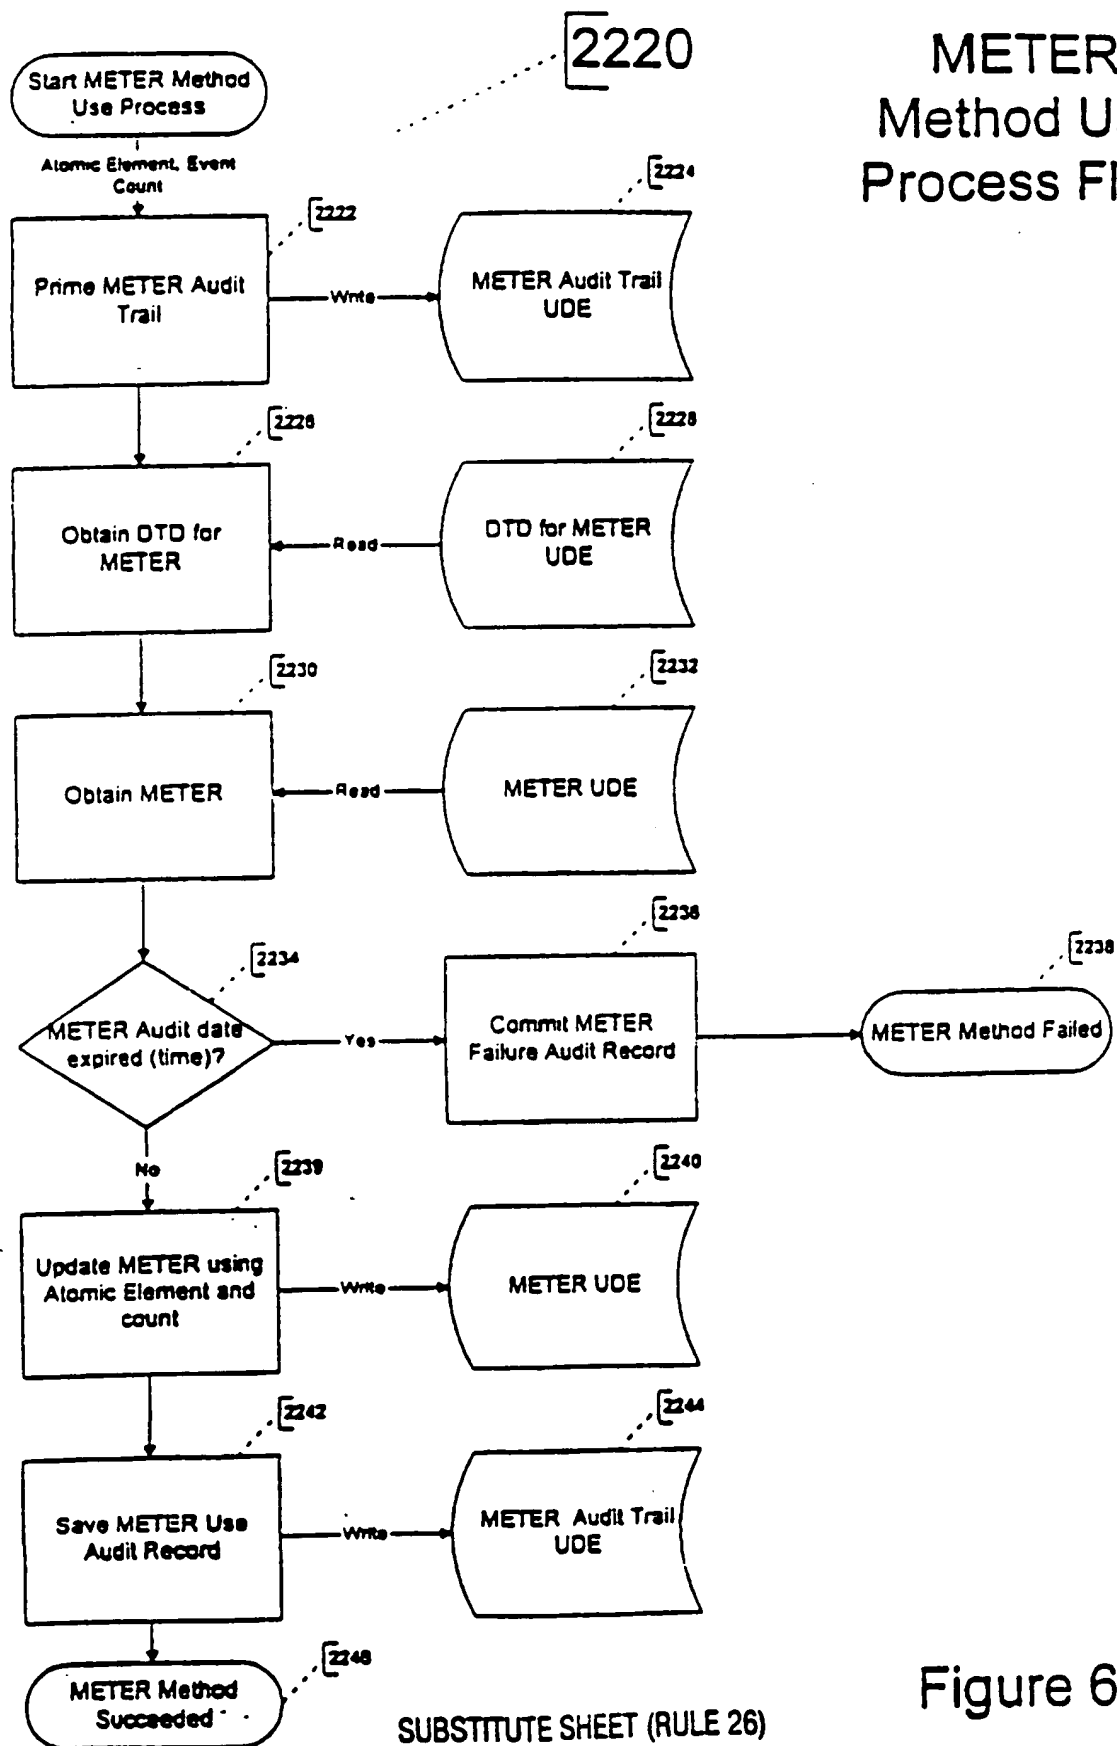 2220
METER
Method U
Process Fl
Start METER Method
Use Process
Atomic Element, Event
Count
2222
2224
Prime METER Audit
Trail
Write
METER Audit Trail
UDE
2226
2228
Obtain DTD for
METER
Read
DTD for METER
UDE
2230
2232
Obtain METER
Read
METER UDE
2234
2236
2238
METER Audit date
expired (time)?
Yes
Commit METER
Failure Audit Record
METER Method Failed
No
2239
2240
Update METER using
Atomic Element and
count
Write
METER UDE
2242
2244
Save METER Use
Audit Record
Write
METER Audit Trail
UDE
2246
METER Method
Succeeded
SUBSTITUTE SHEET (RULE 26)
Figure 6